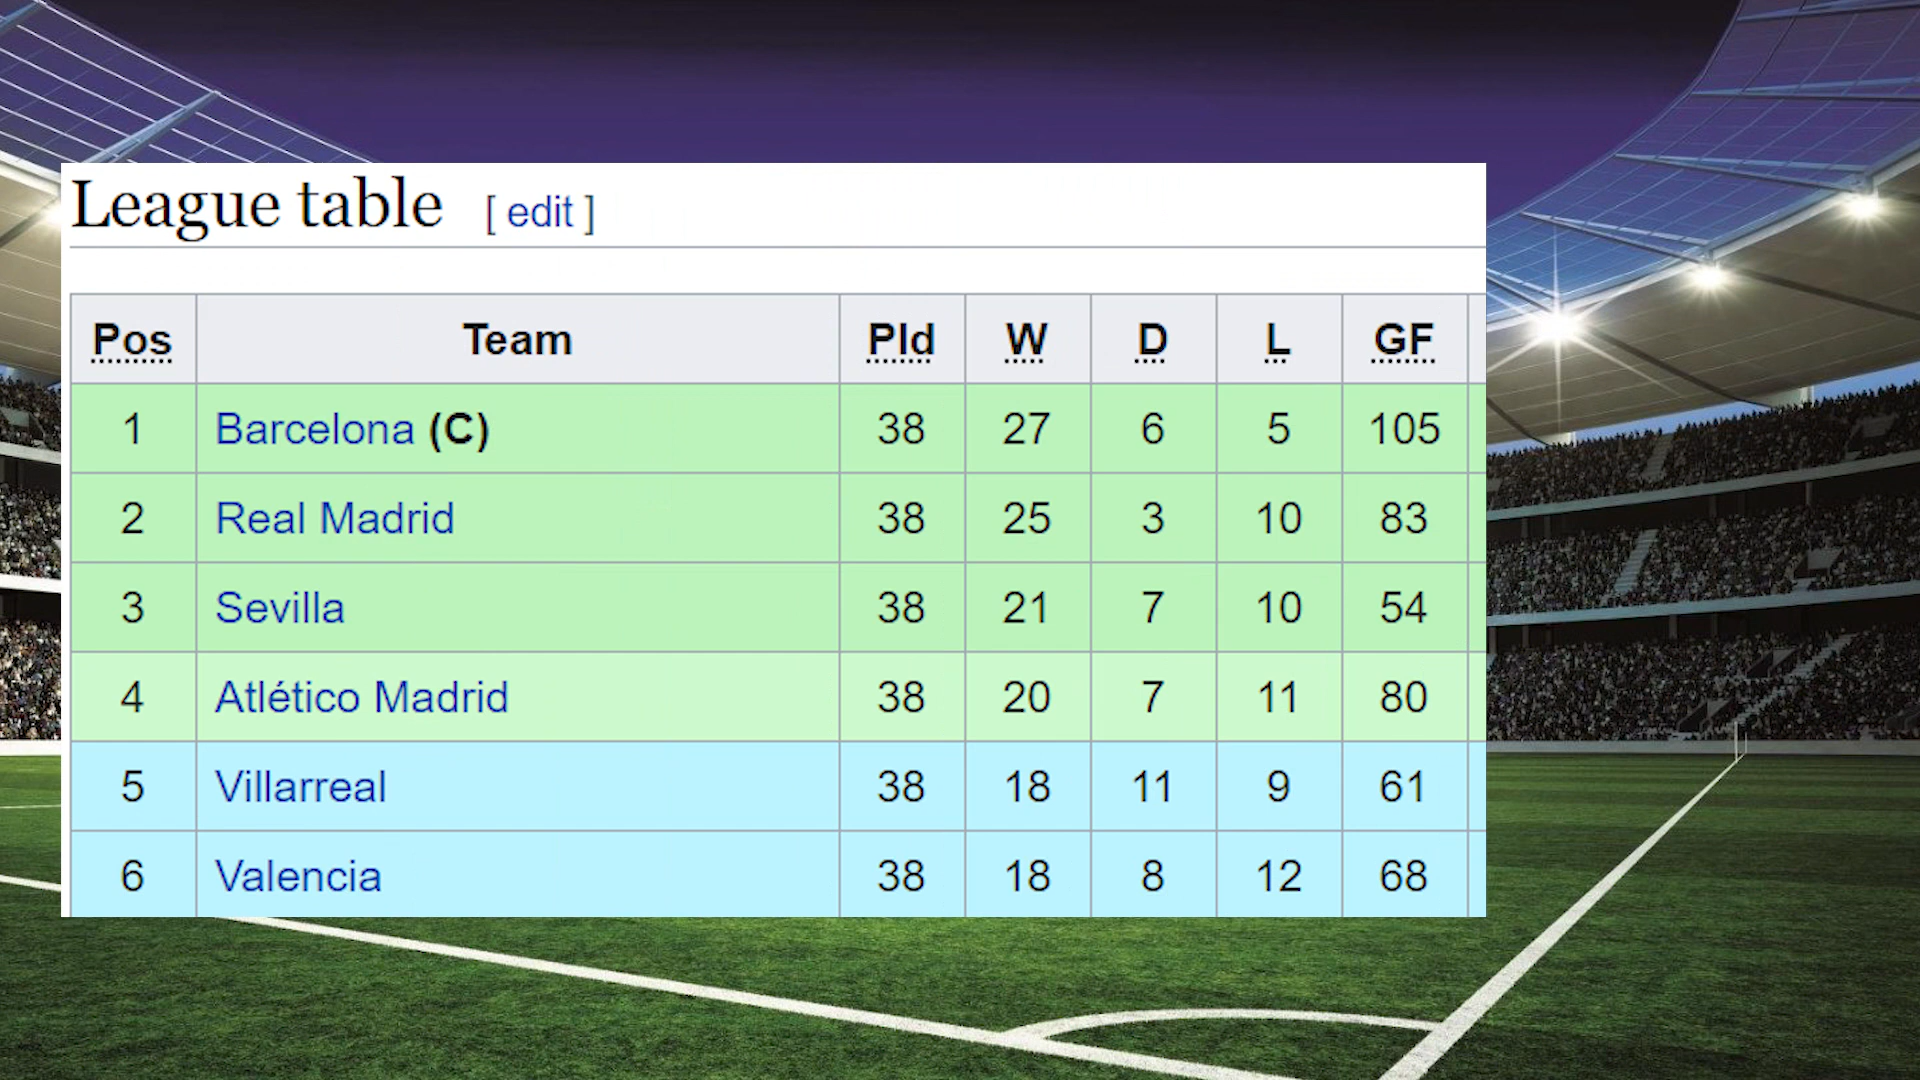 League table [ edit ]
Pos Team Pld W D L GF
1 Barcelona (C) 38 27 6 5 105
2 Real Madrid 38 25 3 10 83
3 Sevilla 38 21 7 10 54
4 Atlético Madrid 38 20 7 11 80
5 Villarreal 38 18 11 9 61
6 Valencia 38 18 8 12 68